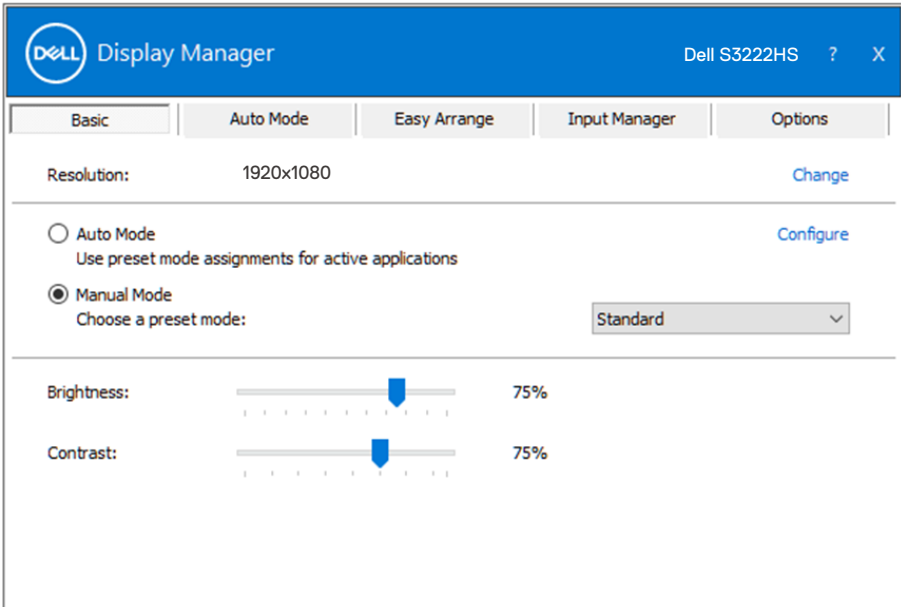 DELL Display Manager Dell S3222HS ? X
Basic Auto Mode Easy Arrange Input Manager Options
Resolution: 1920x1080 Change
Auto Mode Configure
Use preset mode assignments for active applications
Manual Mode
Choose a preset mode: Standard
Brightness: 75%
Contrast: 75%